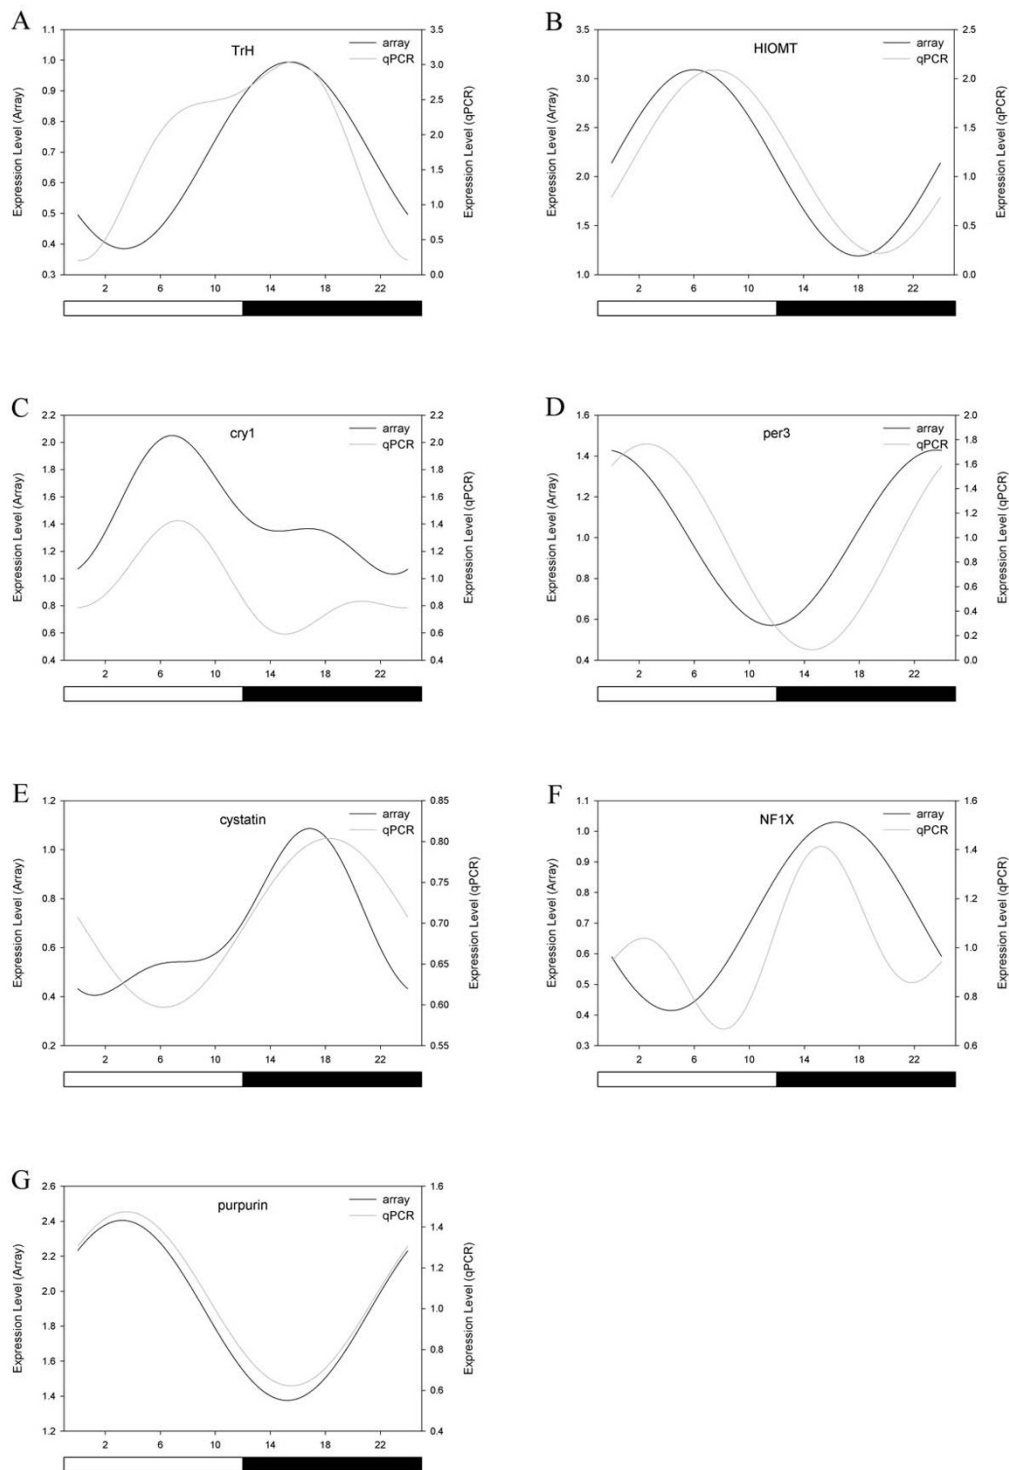 A
TrH
array
qPCR
Expression Level (Array)
1.1
1.0
0.9
0.8
0.7
0.6
0.5
0.4
0.3
3.5
3.0
2.5
2.0
1.5
1.0
0.5
0.0
Expression Level (qPCR)
2 6 10 14 18 22
B
HIOMT
array
qPCR
Expression Level (Array)
3.5
3.0
2.5
2.0
1.5
1.0
2.5
2.0
1.5
1.0
0.5
0.0
Expression Level (qPCR)
2 6 10 14 18 22
C
cry1
array
qPCR
Expression Level (Array)
2.2
2.0
1.8
1.6
1.4
1.2
1.0
0.8
0.6
0.4
2.2
2.0
1.8
1.6
1.4
1.2
1.0
0.8
0.6
0.4
Expression Level (qPCR)
2 6 10 14 18 22
D
per3
array
qPCR
Expression Level (Array)
1.6
1.4
1.2
1.0
0.8
0.6
0.4
2.0
1.8
1.6
1.4
1.2
1.0
0.8
0.6
0.4
0.2
0.0
Expression Level (qPCR)
2 6 10 14 18 22
E
cystatin
array
qPCR
Expression Level (Array)
1.2
1.0
0.8
0.6
0.4
0.2
0.85
0.80
0.75
0.70
0.65
0.60
0.55
Expression Level (qPCR)
2 6 10 14 18 22
F
NF1X
array
qPCR
Expression Level (Array)
1.1
1.0
0.9
0.8
0.7
0.6
0.5
0.4
0.3
1.6
1.4
1.2
1.0
0.8
0.6
Expression Level (qPCR)
2 6 10 14 18 22
G
purpurin
array
qPCR
Expression Level (Array)
2.6
2.4
2.2
2.0
1.8
1.6
1.4
1.2
1.6
1.4
1.2
1.0
0.8
0.6
0.4
Expression Level (qPCR)
2 6 10 14 18 22